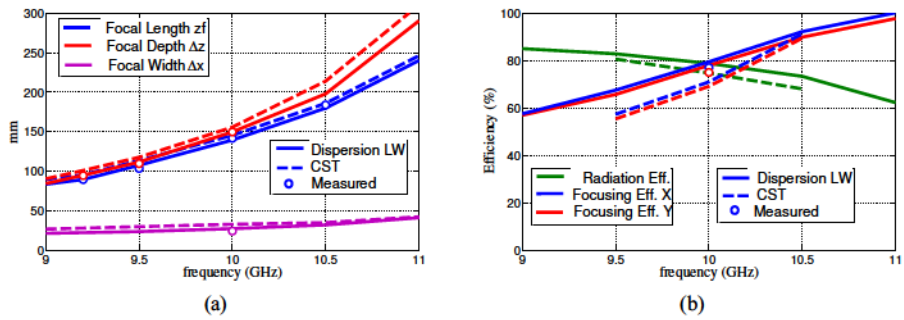 300
250
200
150
100
50
0
mm
Focal Length zf
Focal Depth Δz
Focal Width Δx
Dispersion LW
CST
Measured
9 9.5 10 10.5 11
frequency (GHz)
(a)
100
80
60
40
20
0
Efficiency (%)
Radiation Eff.
Focusing Eff. X
Focusing Eff. Y
Dispersion LW
CST
Measured
9 9.5 10 10.5 11
frequency (GHz)
(b)